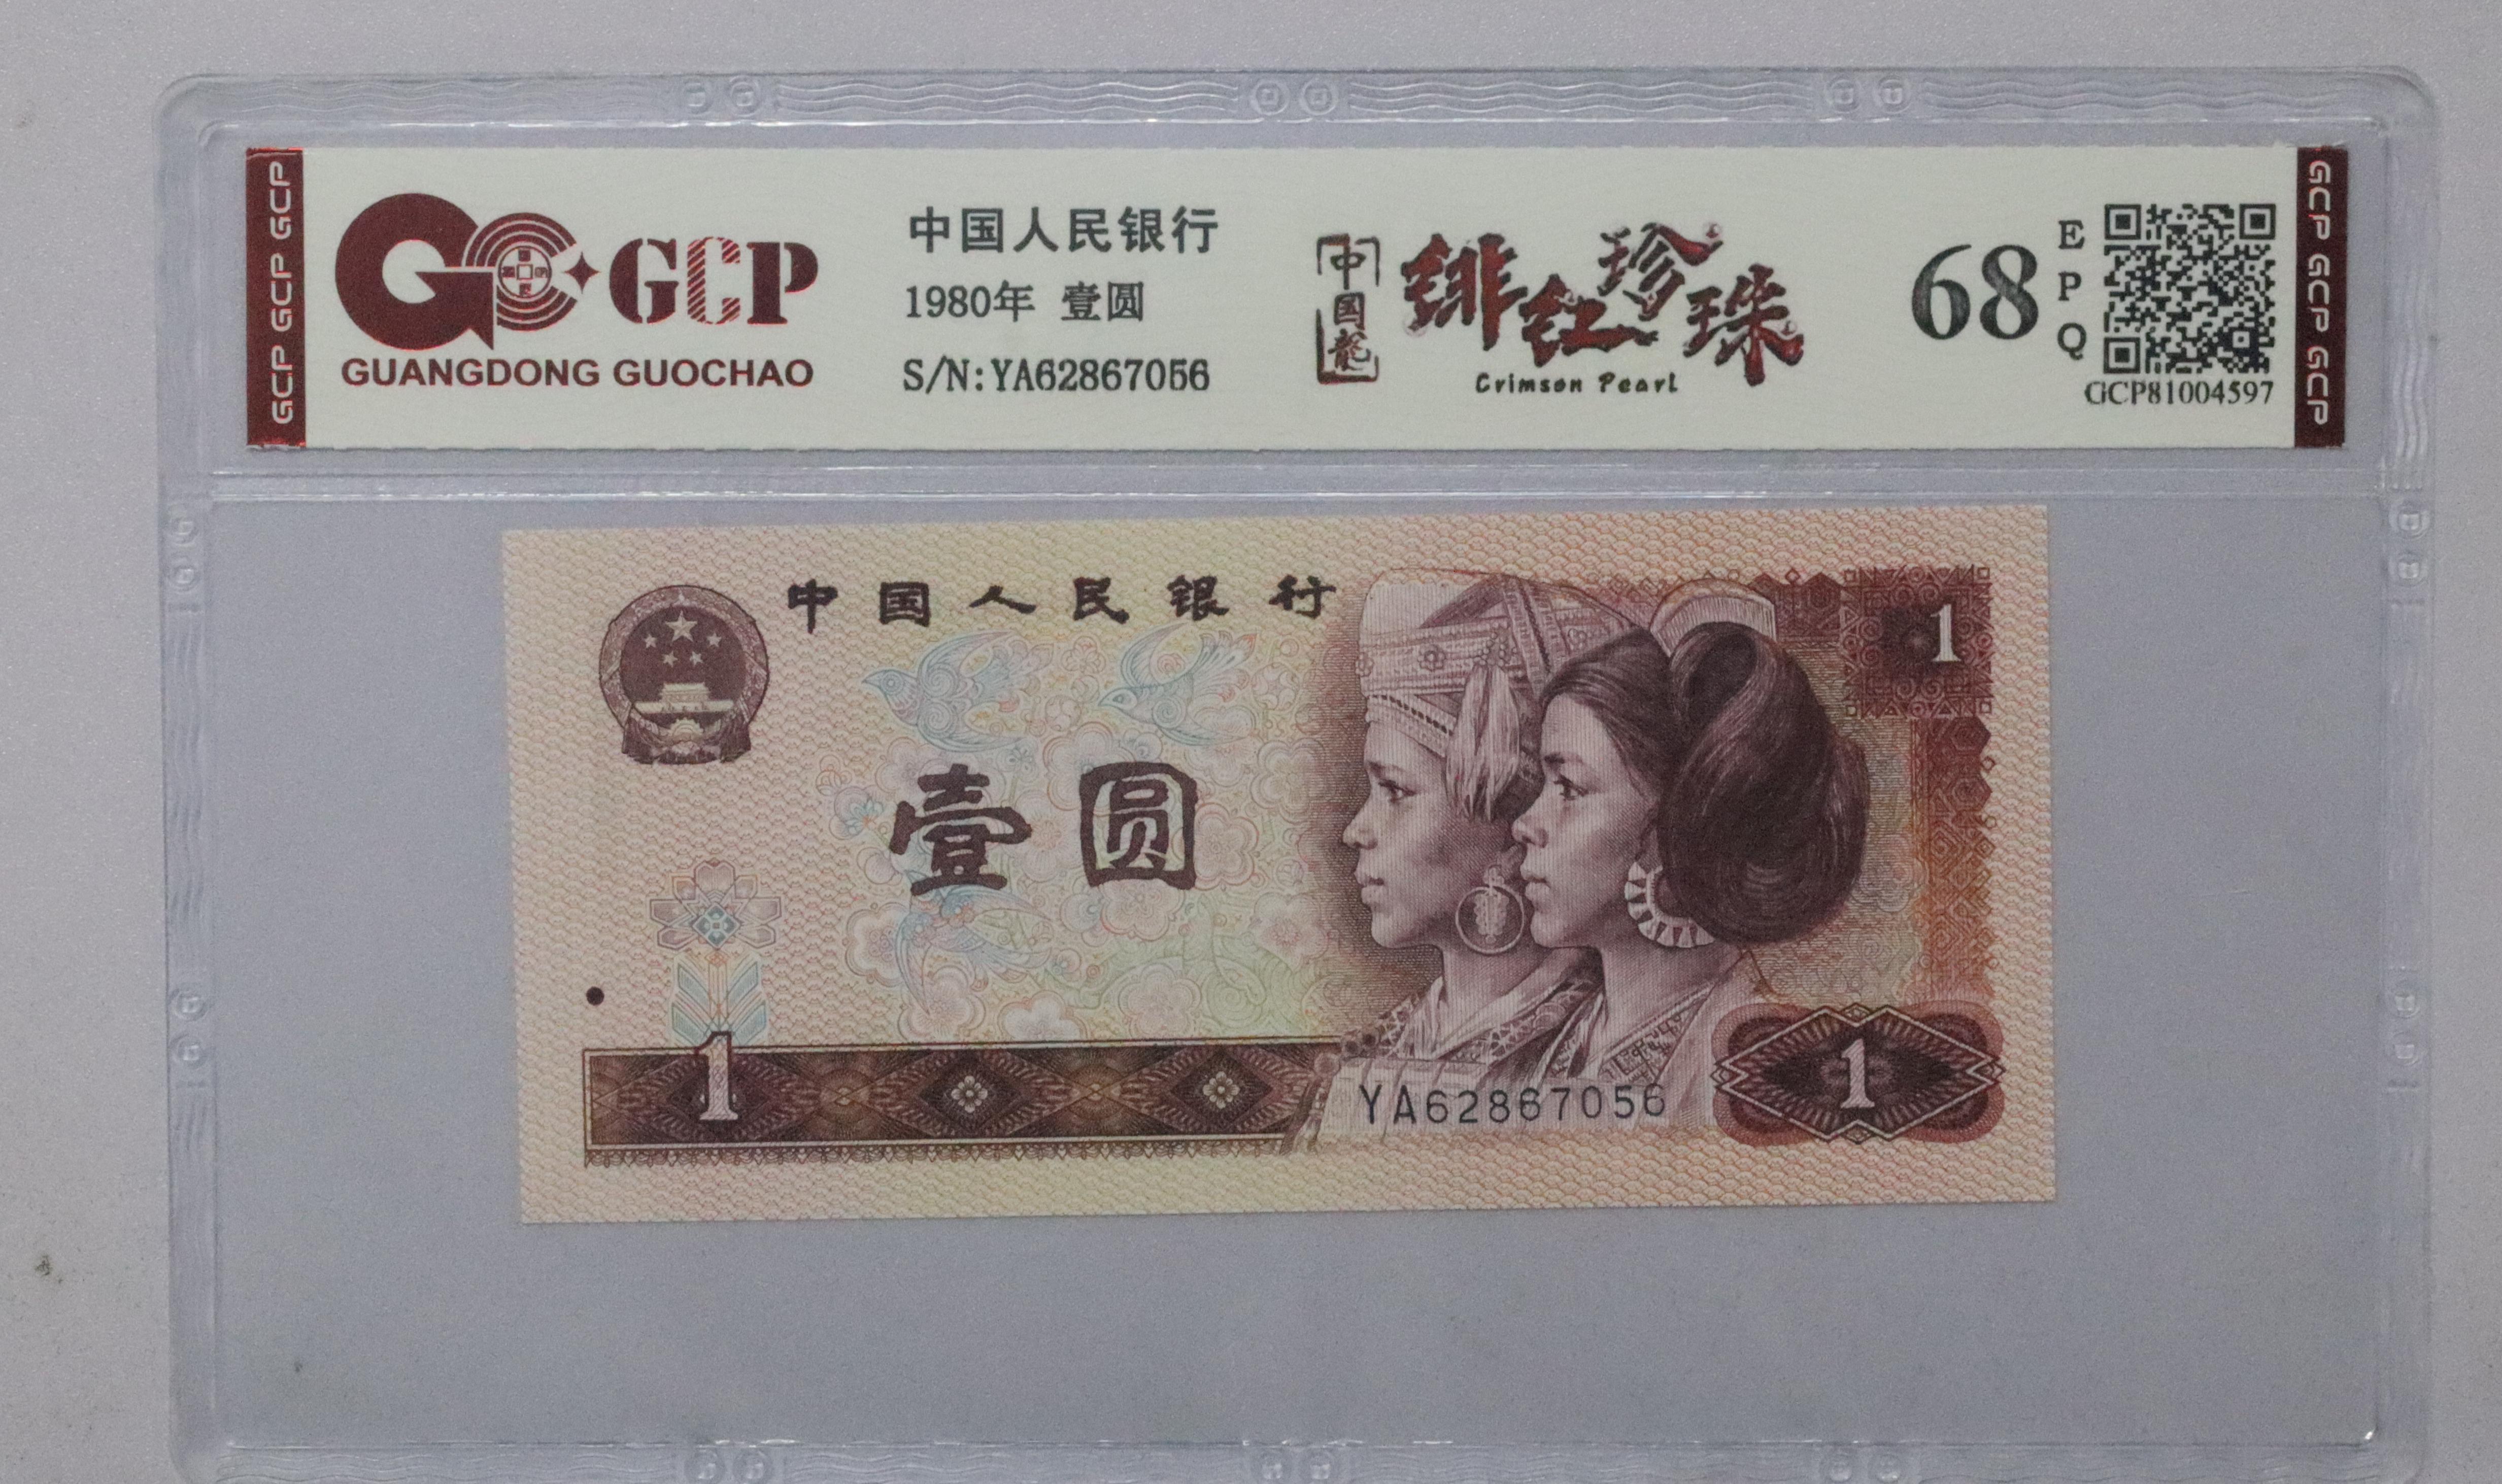 GCP GCP GCP
GCP
GUANGDONG GUOCHAO
中国人民银行
1980年 壹圆
S/N:YA62867056
中国龍
绯红珍珠
Crimson Pearl
68
EPQ
GCP81004597
GCP GCP GCP
中国人民银行
1
壹圆
1
YA62867056
1